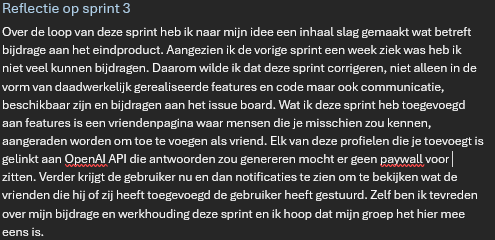 Reflectie op sprint 3
Over de loop van deze sprint heb ik naar mijn idee een inhaal slag gemaakt wat betreft
bijdrage aan het eindproduct. Aangezien ik de vorige sprint een week ziek was heb ik
niet veel kunnen bijdragen. Daarom wilde ik dat deze sprint corrigeren, niet alleen in de
vorm van daadwerkelijk gerealiseerde features en code maar ook communicatie,
beschikbaar zijn en bijdragen aan het issue board. Wat ik deze sprint heb toegevoegd
aan features is een vriendenpagina waar mensen die je misschien zou kennen,
aangeraden worden om toe te voegen als vriend. Elk van deze profielen die je toevoegt is
gelinkt aan OpenAI API die antwoorden zou genereren mocht er geen paywall voor
zitten. Verder krijgt de gebruiker nu en dan notificaties te zien om te bekijken wat de
vrienden die hij of zij heeft toegevoegd de gebruiker heeft gestuurd. Zelf ben ik tevreden
over mijn bijdrage en werkhouding deze sprint en ik hoop dat mijn groep het hier mee
eens is.